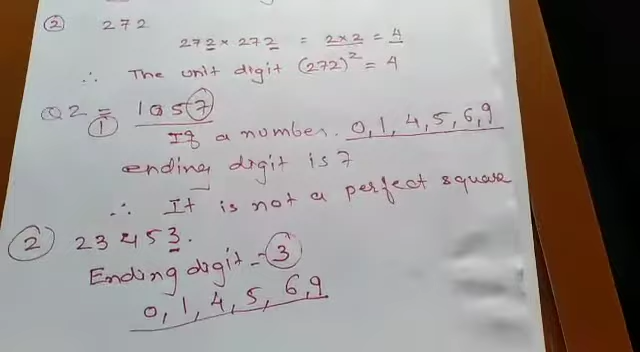 ② 272
272 × 272 = 2×2 = 4
∴ The unit digit (272)² = 4
Q2 = ① 1057
If a number. 0,1,4,5,6,9
ending digit is 7
∴ It is not a perfect square
② 23453.
Ending digit - 3
0, 1, 4, 5, 6,9